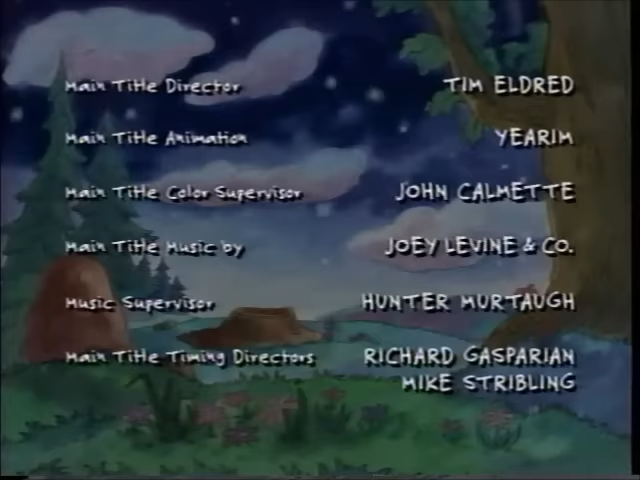 Main Title Director TIM ELDRED
Main Title Animation YEARIM
Main Title Color Supervisor JOHN CALMETTE
Main Title Music by JOEY LEVINE & CO.
Music Supervisor HUNTER MURTAUGH
Main Title Timing Directors RICHARD GASPARIAN
MIKE STRIBLING